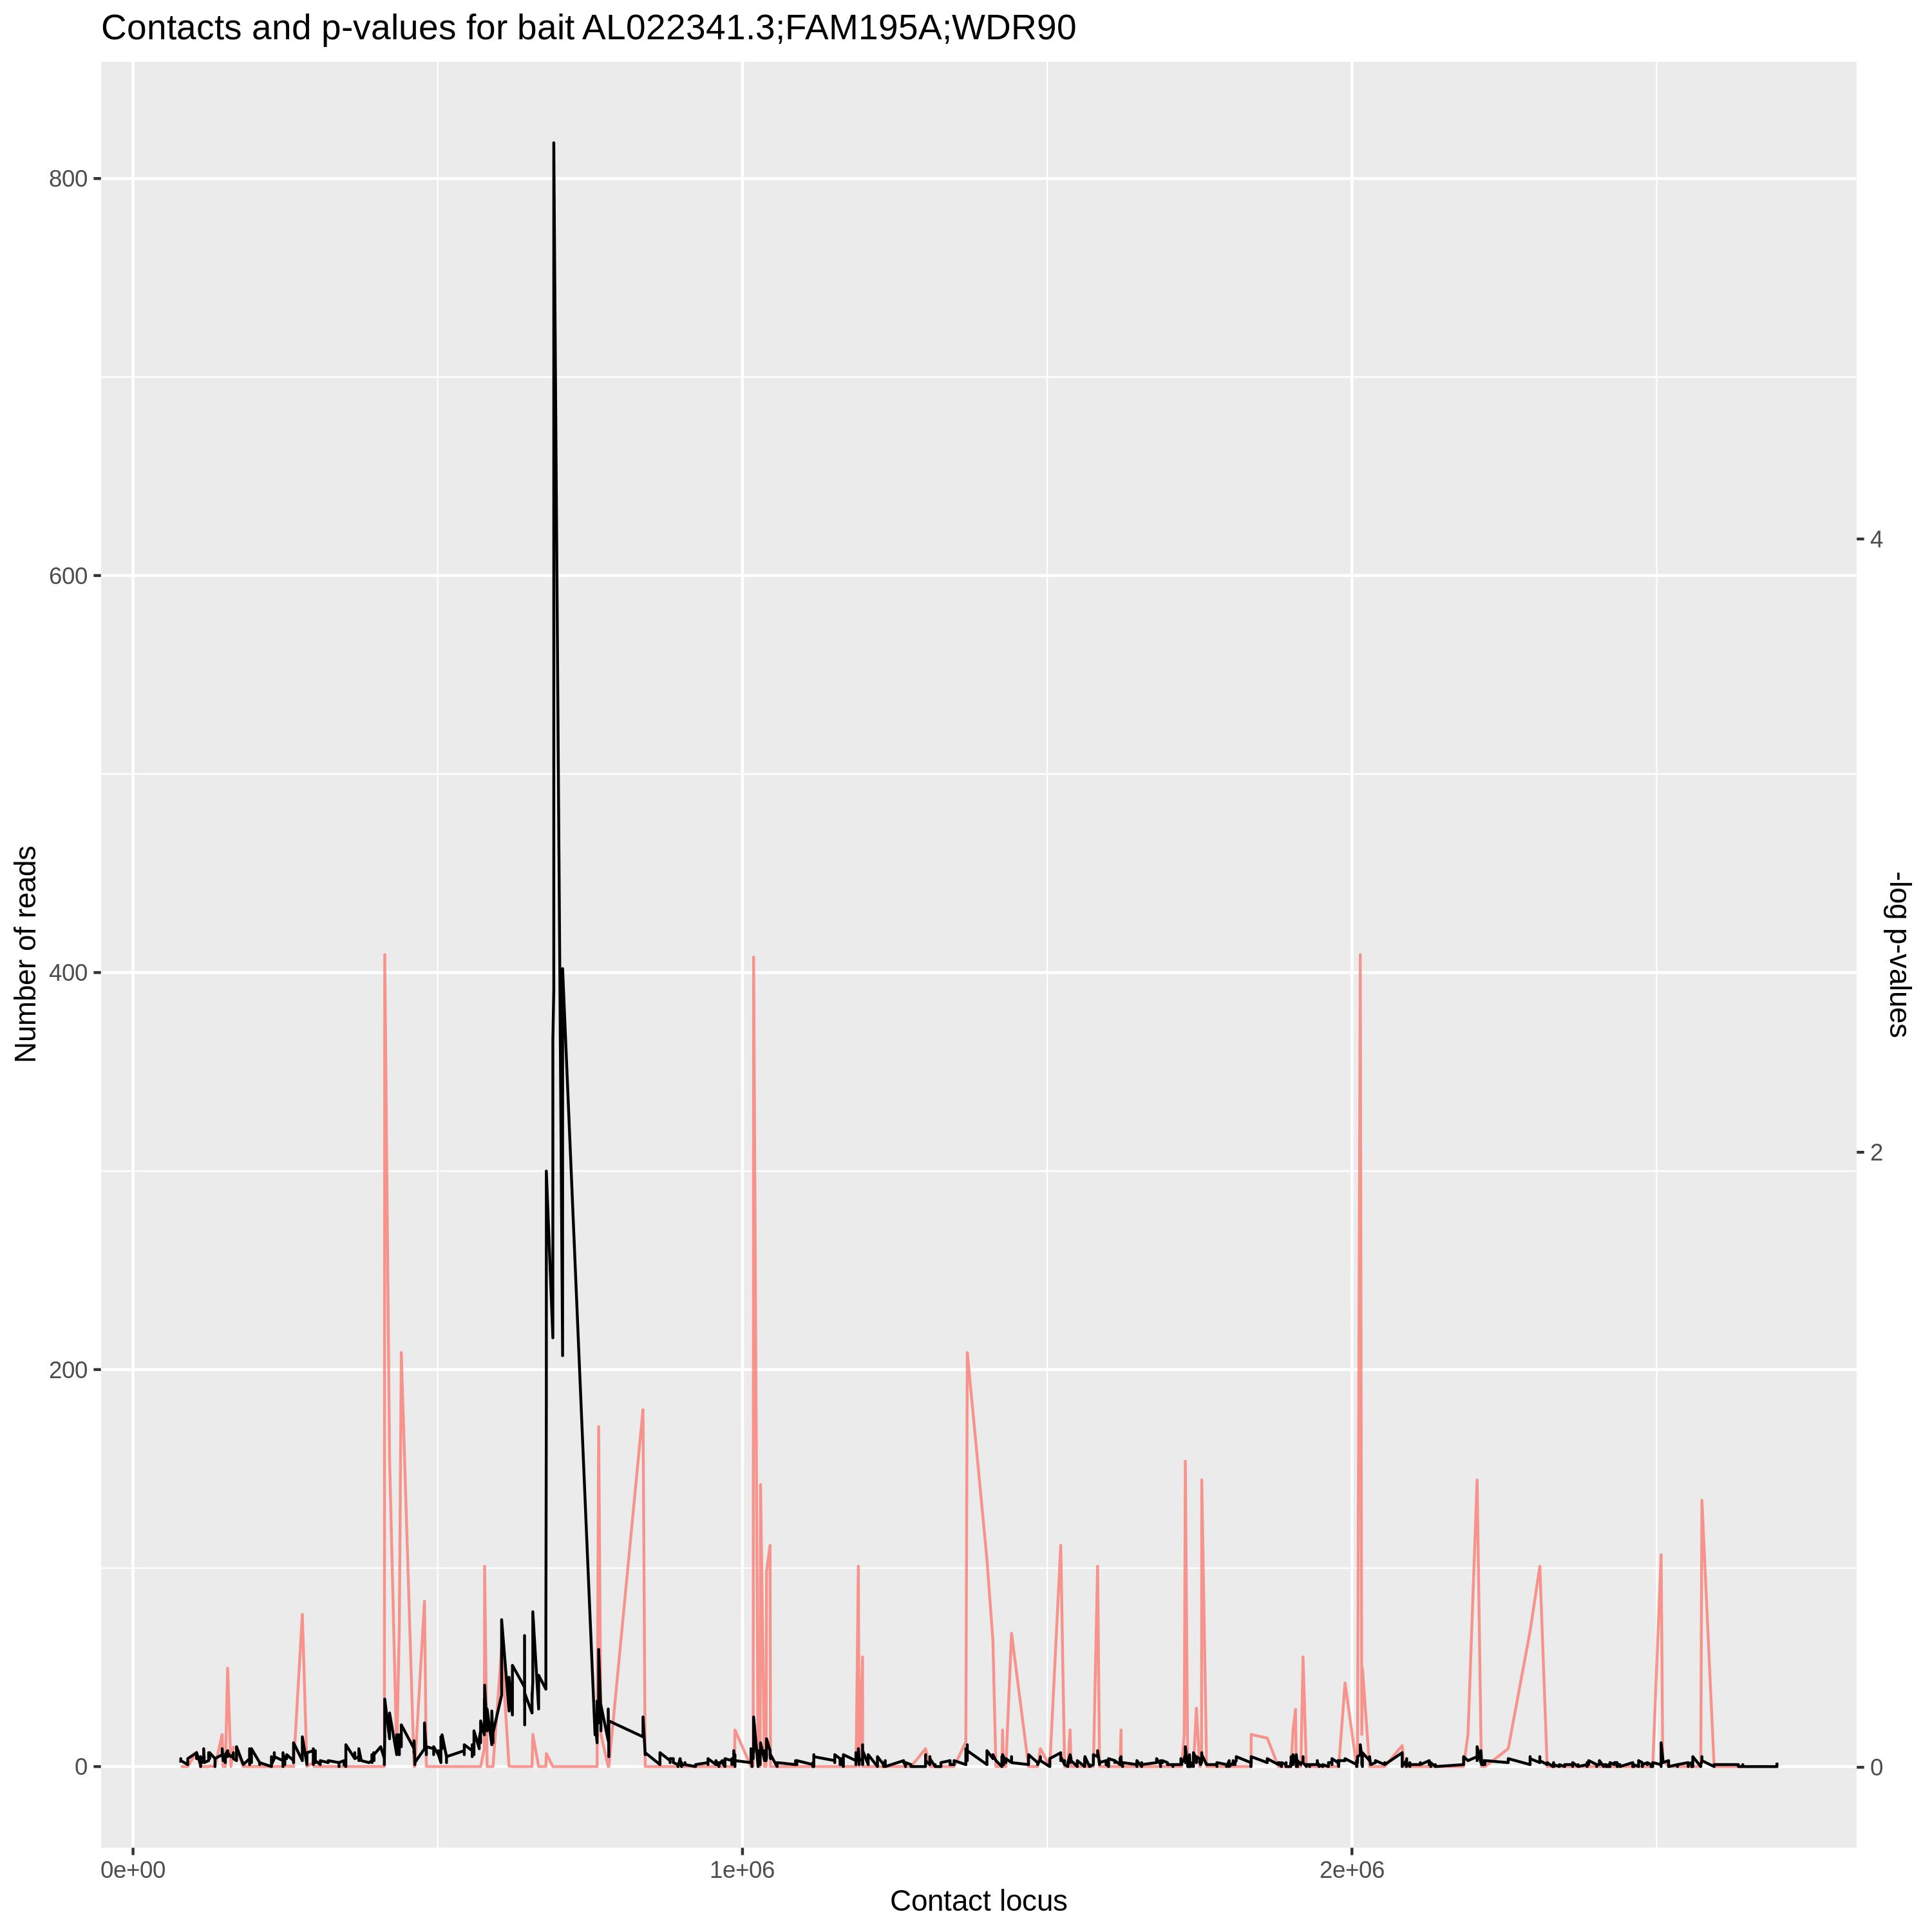 Contacts and p-values for bait AL022341.3;FAM195A;WDR90
800
600
400
200
0
Number of reads
4
2
0
-log p-values
0e+00
1e+06
2e+06
Contact locus